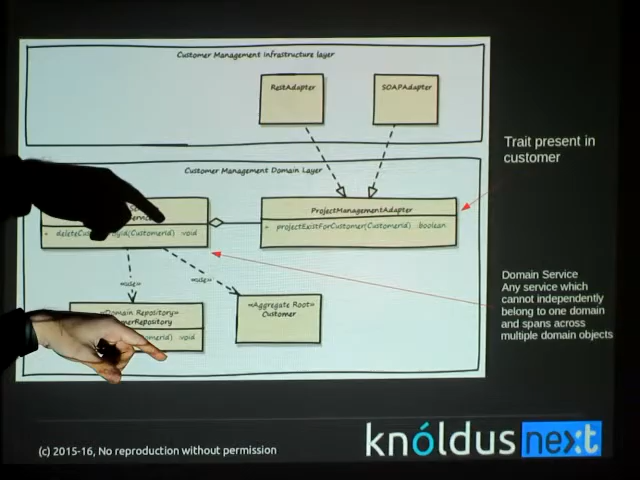 Customer Management Infrastructure layer
RestAdapter
SOAPAdapter
Trait present in
customer
Customer Management Domain Layer
ProjectManagementAdapter
+ projectExistForCustomer(CustomerId) :boolean
(CustomerId) :void
«use»
«use»
Domain Service
Any service which
cannot independently
belong to one domain
and spans across
multiple domain objects
«Domain Repository»
«Aggregate Root»
Customer
:void
(c) 2015-16, No reproduction without permission
knóldus next